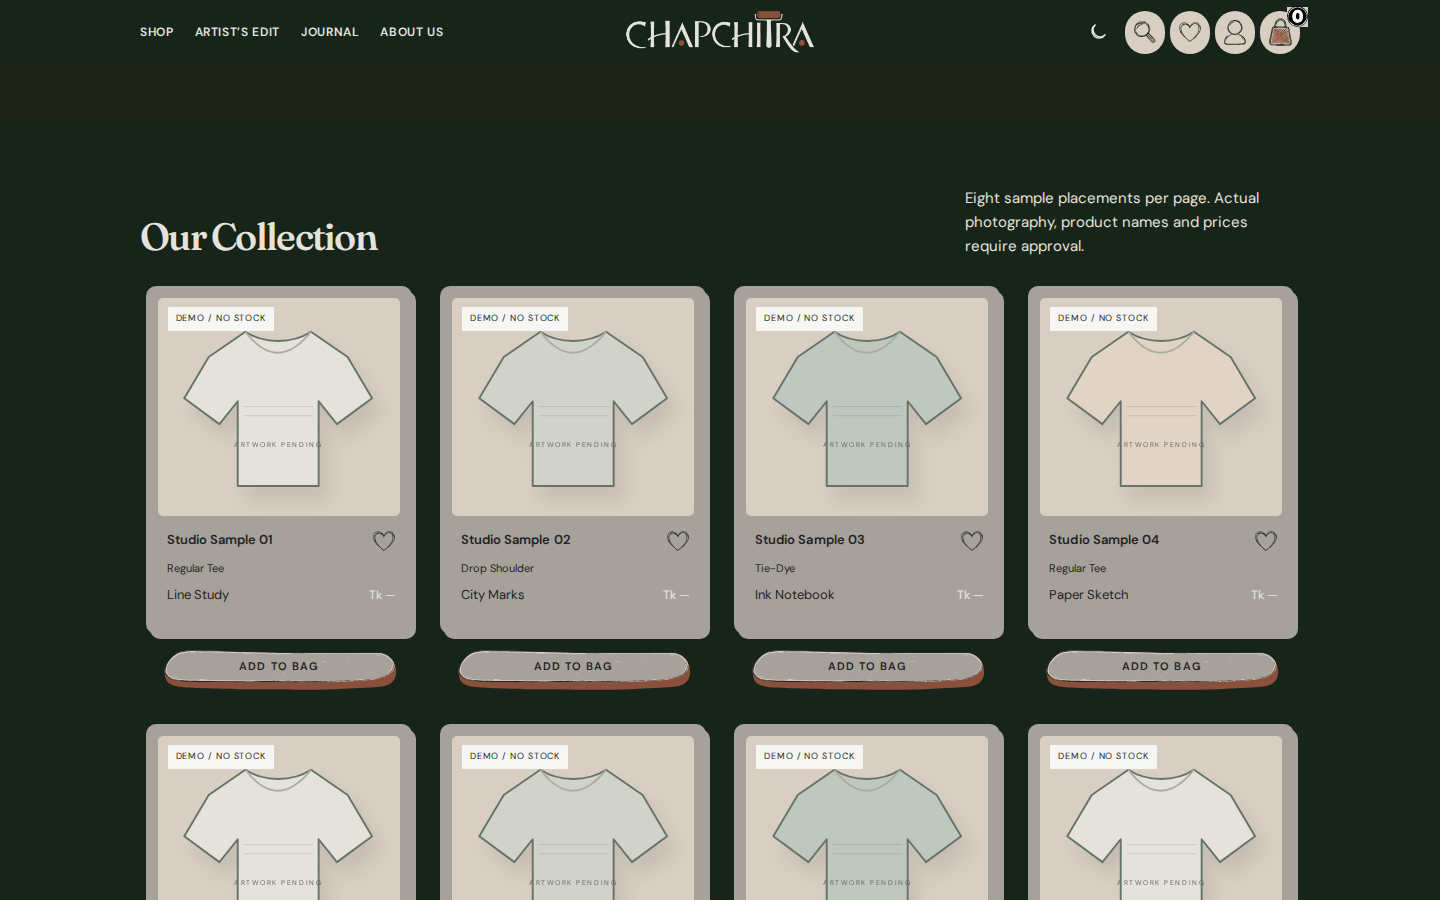 SHOP ARTIST'S EDIT JOURNAL ABOUT US CHAPCHITRA 0
Eight sample placements per page. Actual
photography, product names and prices
require approval.
Our Collection
DEMO / NO STOCK DEMO / NO STOCK DEMO / NO STOCK DEMO / NO STOCK
ARTWORK PENDING ARTWORK PENDING ARTWORK PENDING ARTWORK PENDING
Studio Sample 01 Studio Sample 02 Studio Sample 03 Studio Sample 04
Regular Tee Drop Shoulder Tie-Dye Regular Tee
Line Study Tk — City Marks Tk — Ink Notebook Tk — Paper Sketch Tk —
ADD TO BAG ADD TO BAG ADD TO BAG ADD TO BAG
DEMO / NO STOCK DEMO / NO STOCK DEMO / NO STOCK DEMO / NO STOCK
ARTWORK PENDING ARTWORK PENDING ARTWORK PENDING ARTWORK PENDING